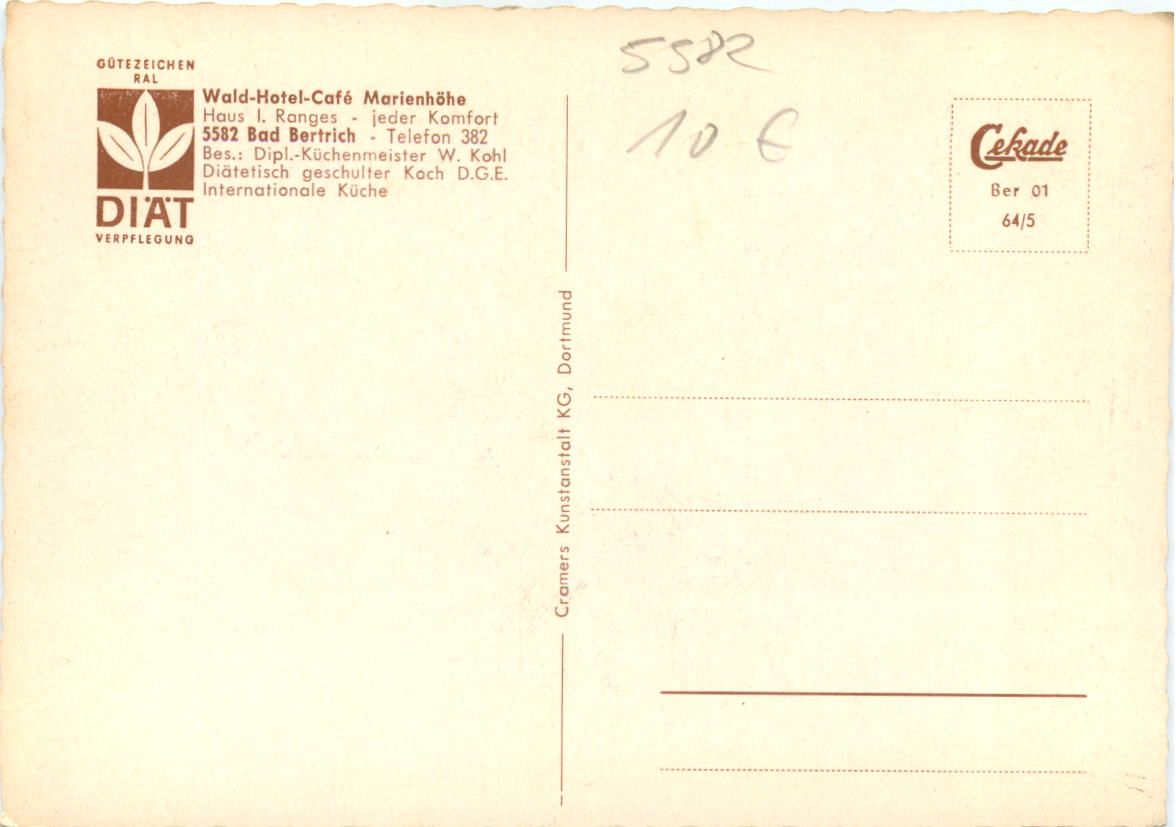 GÜTEZEICHEN
RAL
DIÄT
VERPFLEGUNG
Wald-Hotel-Café Marienhöhe
Haus I. Ranges - jeder Komfort
5582 Bad Bertrich - Telefon 382
Bes.: Dipl.-Küchenmeister W. Kohl
Diätetisch geschulter Koch D.G.E.
Internationale Küche
Cramers Kunstanstalt KG, Dortmund
5582
10 €
Cekade
Ber 01
64/5